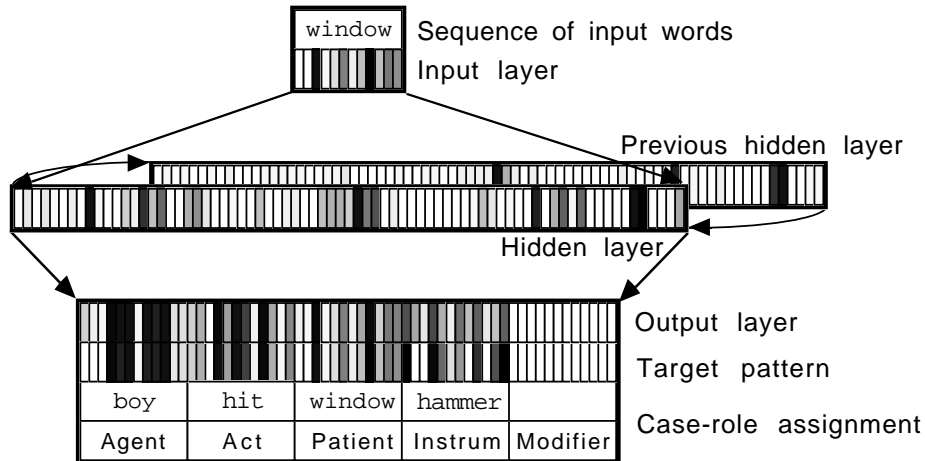 window Sequence of input words
Input layer
Previous hidden layer
Hidden layer
Output layer
Target pattern
boy hit window hammer
Case-role assignment
Agent Act Patient Instrum Modifier